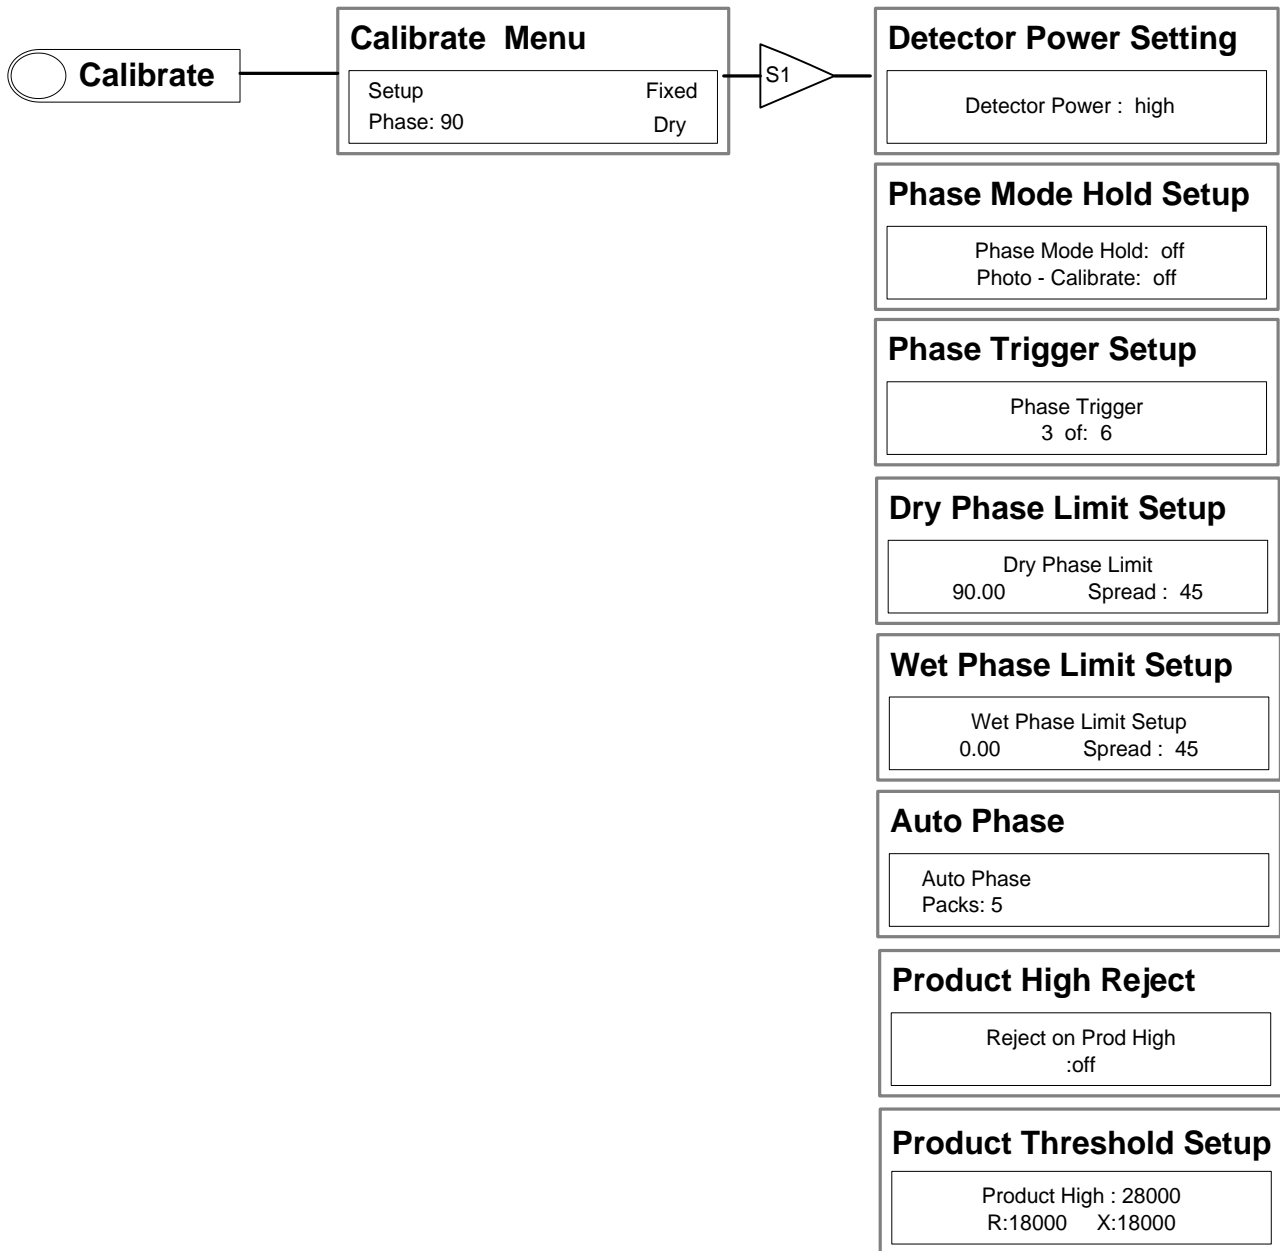 Calibrate
Calibrate Menu
Setup Fixed
Phase: 90 Dry
S1
Detector Power Setting
Detector Power : high
Phase Mode Hold Setup
Phase Mode Hold: off
Photo - Calibrate: off
Phase Trigger Setup
Phase Trigger
3 of: 6
Dry Phase Limit Setup
Dry Phase Limit
90.00 Spread : 45
Wet Phase Limit Setup
Wet Phase Limit Setup
0.00 Spread : 45
Auto Phase
Auto Phase
Packs: 5
Product High Reject
Reject on Prod High
:off
Product Threshold Setup
Product High : 28000
R:18000 X:18000